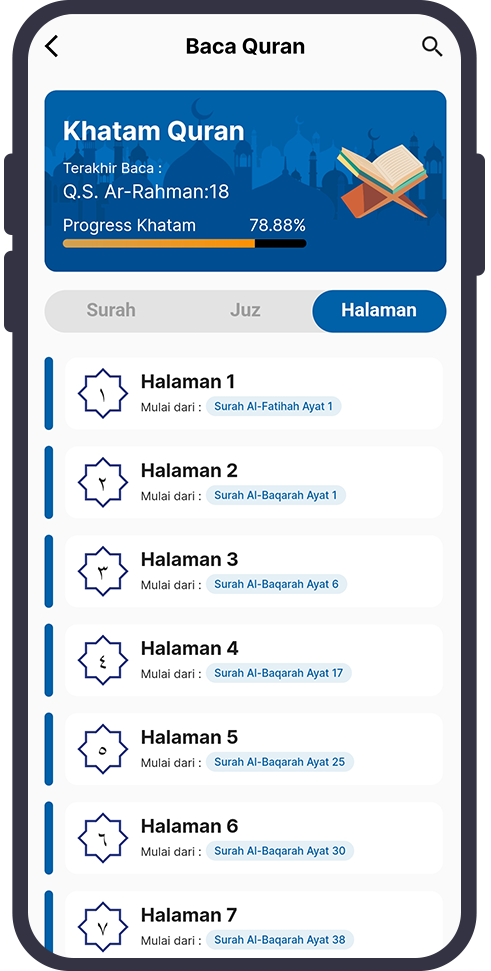 Baca Quran
Khatam Quran
Terakhir Baca :
Q.S. Ar-Rahman:18
Progress Khatam 78.88%
Surah Juz Halaman
١ Halaman 1
Mulai dari : Surah Al-Fatihah Ayat 1
٢ Halaman 2
Mulai dari : Surah Al-Baqarah Ayat 1
٣ Halaman 3
Mulai dari : Surah Al-Baqarah Ayat 6
٤ Halaman 4
Mulai dari : Surah Al-Baqarah Ayat 17
٥ Halaman 5
Mulai dari : Surah Al-Baqarah Ayat 25
٦ Halaman 6
Mulai dari : Surah Al-Baqarah Ayat 30
٧ Halaman 7
Mulai dari : Surah Al-Baqarah Ayat 38